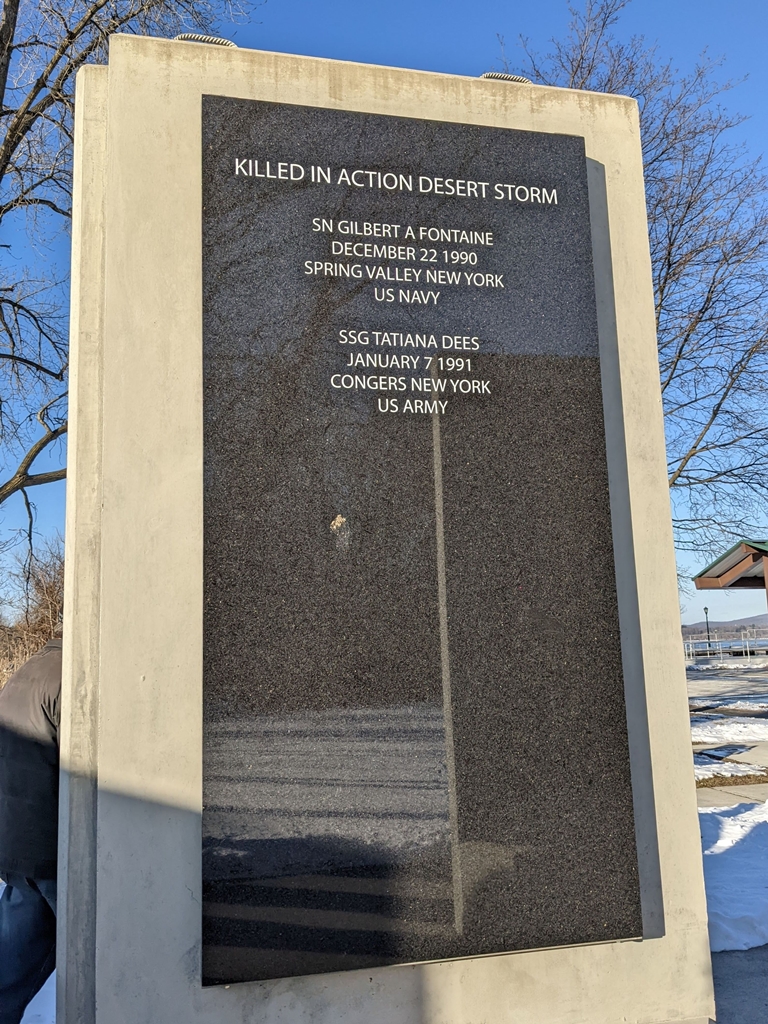 KILLED IN ACTION DESERT STORM
SN GILBERT A FONTAINE
DECEMBER 22 1990
SPRING VALLEY NEW YORK
US NAVY
SSG TATIANA DEES
JANUARY 7 1991
CONGERS NEW YORK
US ARMY